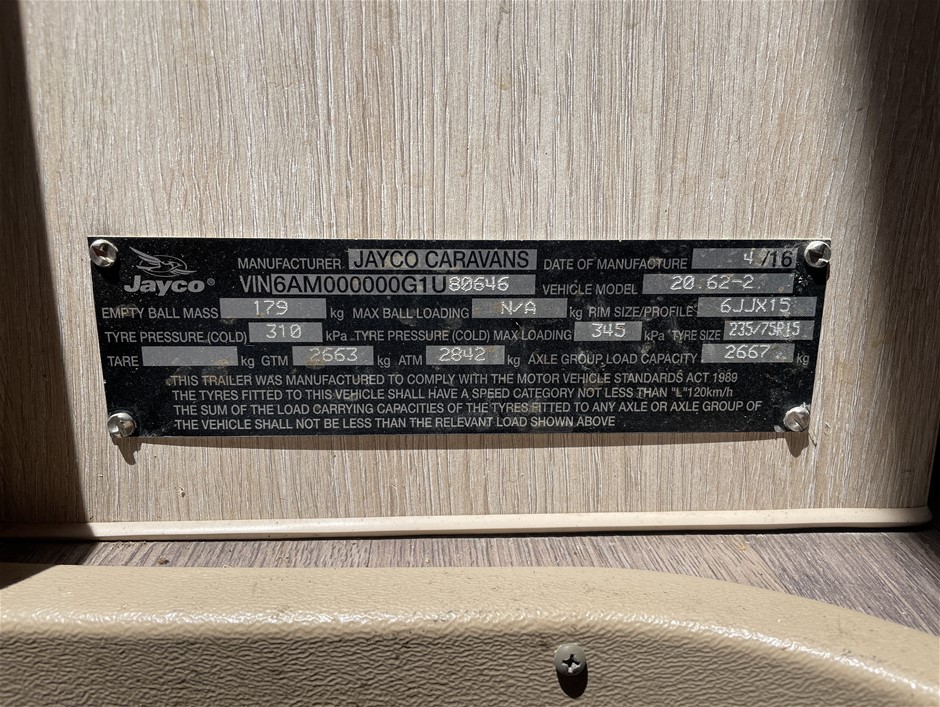 Jayco®
MANUFACTURER JAYCO CARAVANS DATE OF MANUFACTURE 4/16
VIN 6AM000000G1U80646 VEHICLE MODEL 20.62-2
EMPTY BALL MASS 179 kg MAX BALL LOADING N/A kg RIM SIZE/PROFILE 6JJX15
TYRE PRESSURE (COLD) 310 kPa TYRE PRESSURE (COLD) MAX LOADING 345 kPa TYRE SIZE 235/75R15
TARE kg GTM 2663 kg ATM 2842 kg AXLE GROUP LOAD CAPACITY 2667 kg
THIS TRAILER WAS MANUFACTURED TO COMPLY WITH THE MOTOR VEHICLE STANDARDS ACT 1989
THE TYRES FITTED TO THIS VEHICLE SHALL HAVE A SPEED CATEGORY NOT LESS THAN "L" 120km/h
THE SUM OF THE LOAD CARRYING CAPACITIES OF THE TYRES FITTED TO ANY AXLE OR AXLE GROUP OF
THE VEHICLE SHALL NOT BE LESS THAN THE RELEVANT LOAD SHOWN ABOVE